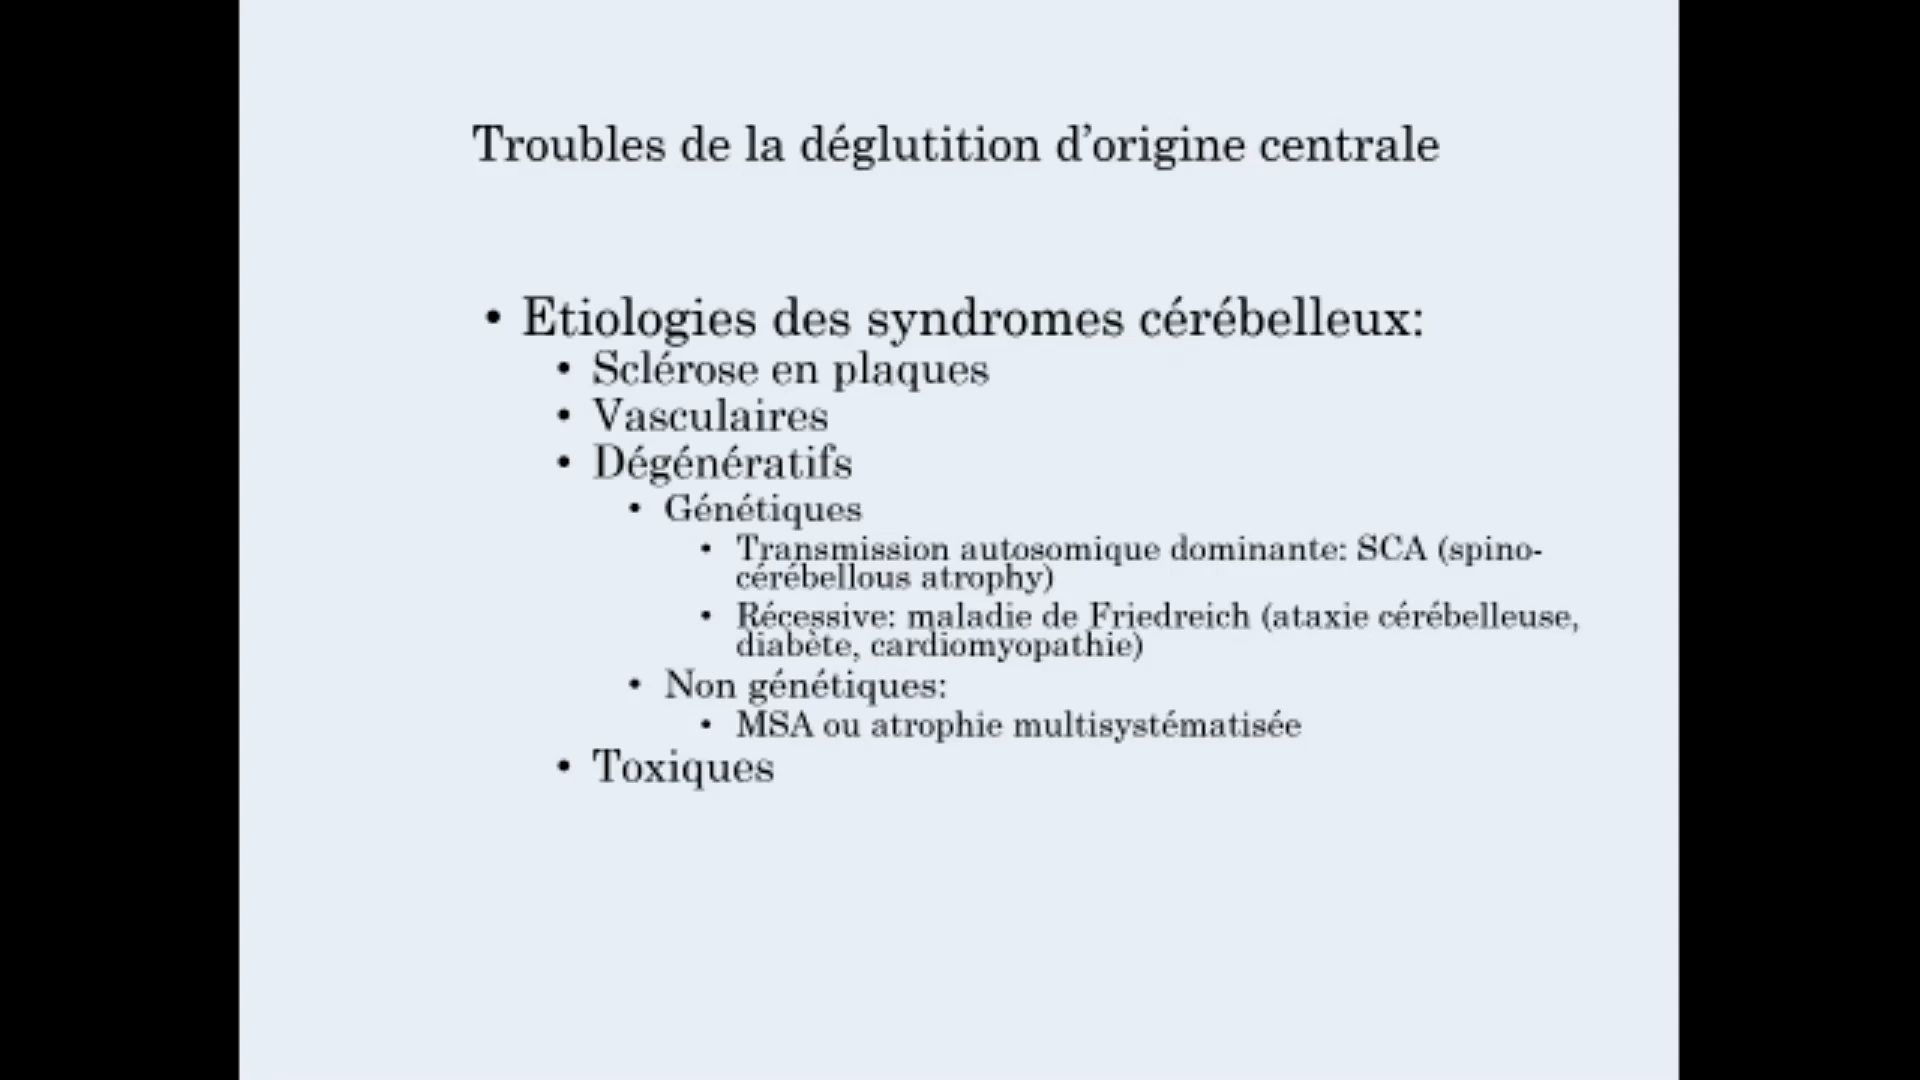 Troubles de la déglutition d’origine centrale
• Etiologies des syndromes cérébelleux:
• Sclérose en plaques
• Vasculaires
• Dégénératifs
• Génétiques
• Transmission autosomique dominante: SCA (spino-
cérébellous atrophy)
• Récessive: maladie de Friedreich (ataxie cérébelleuse,
diabète, cardiomyopathie)
• Non génétiques:
• MSA ou atrophie multisystématisée
• Toxiques